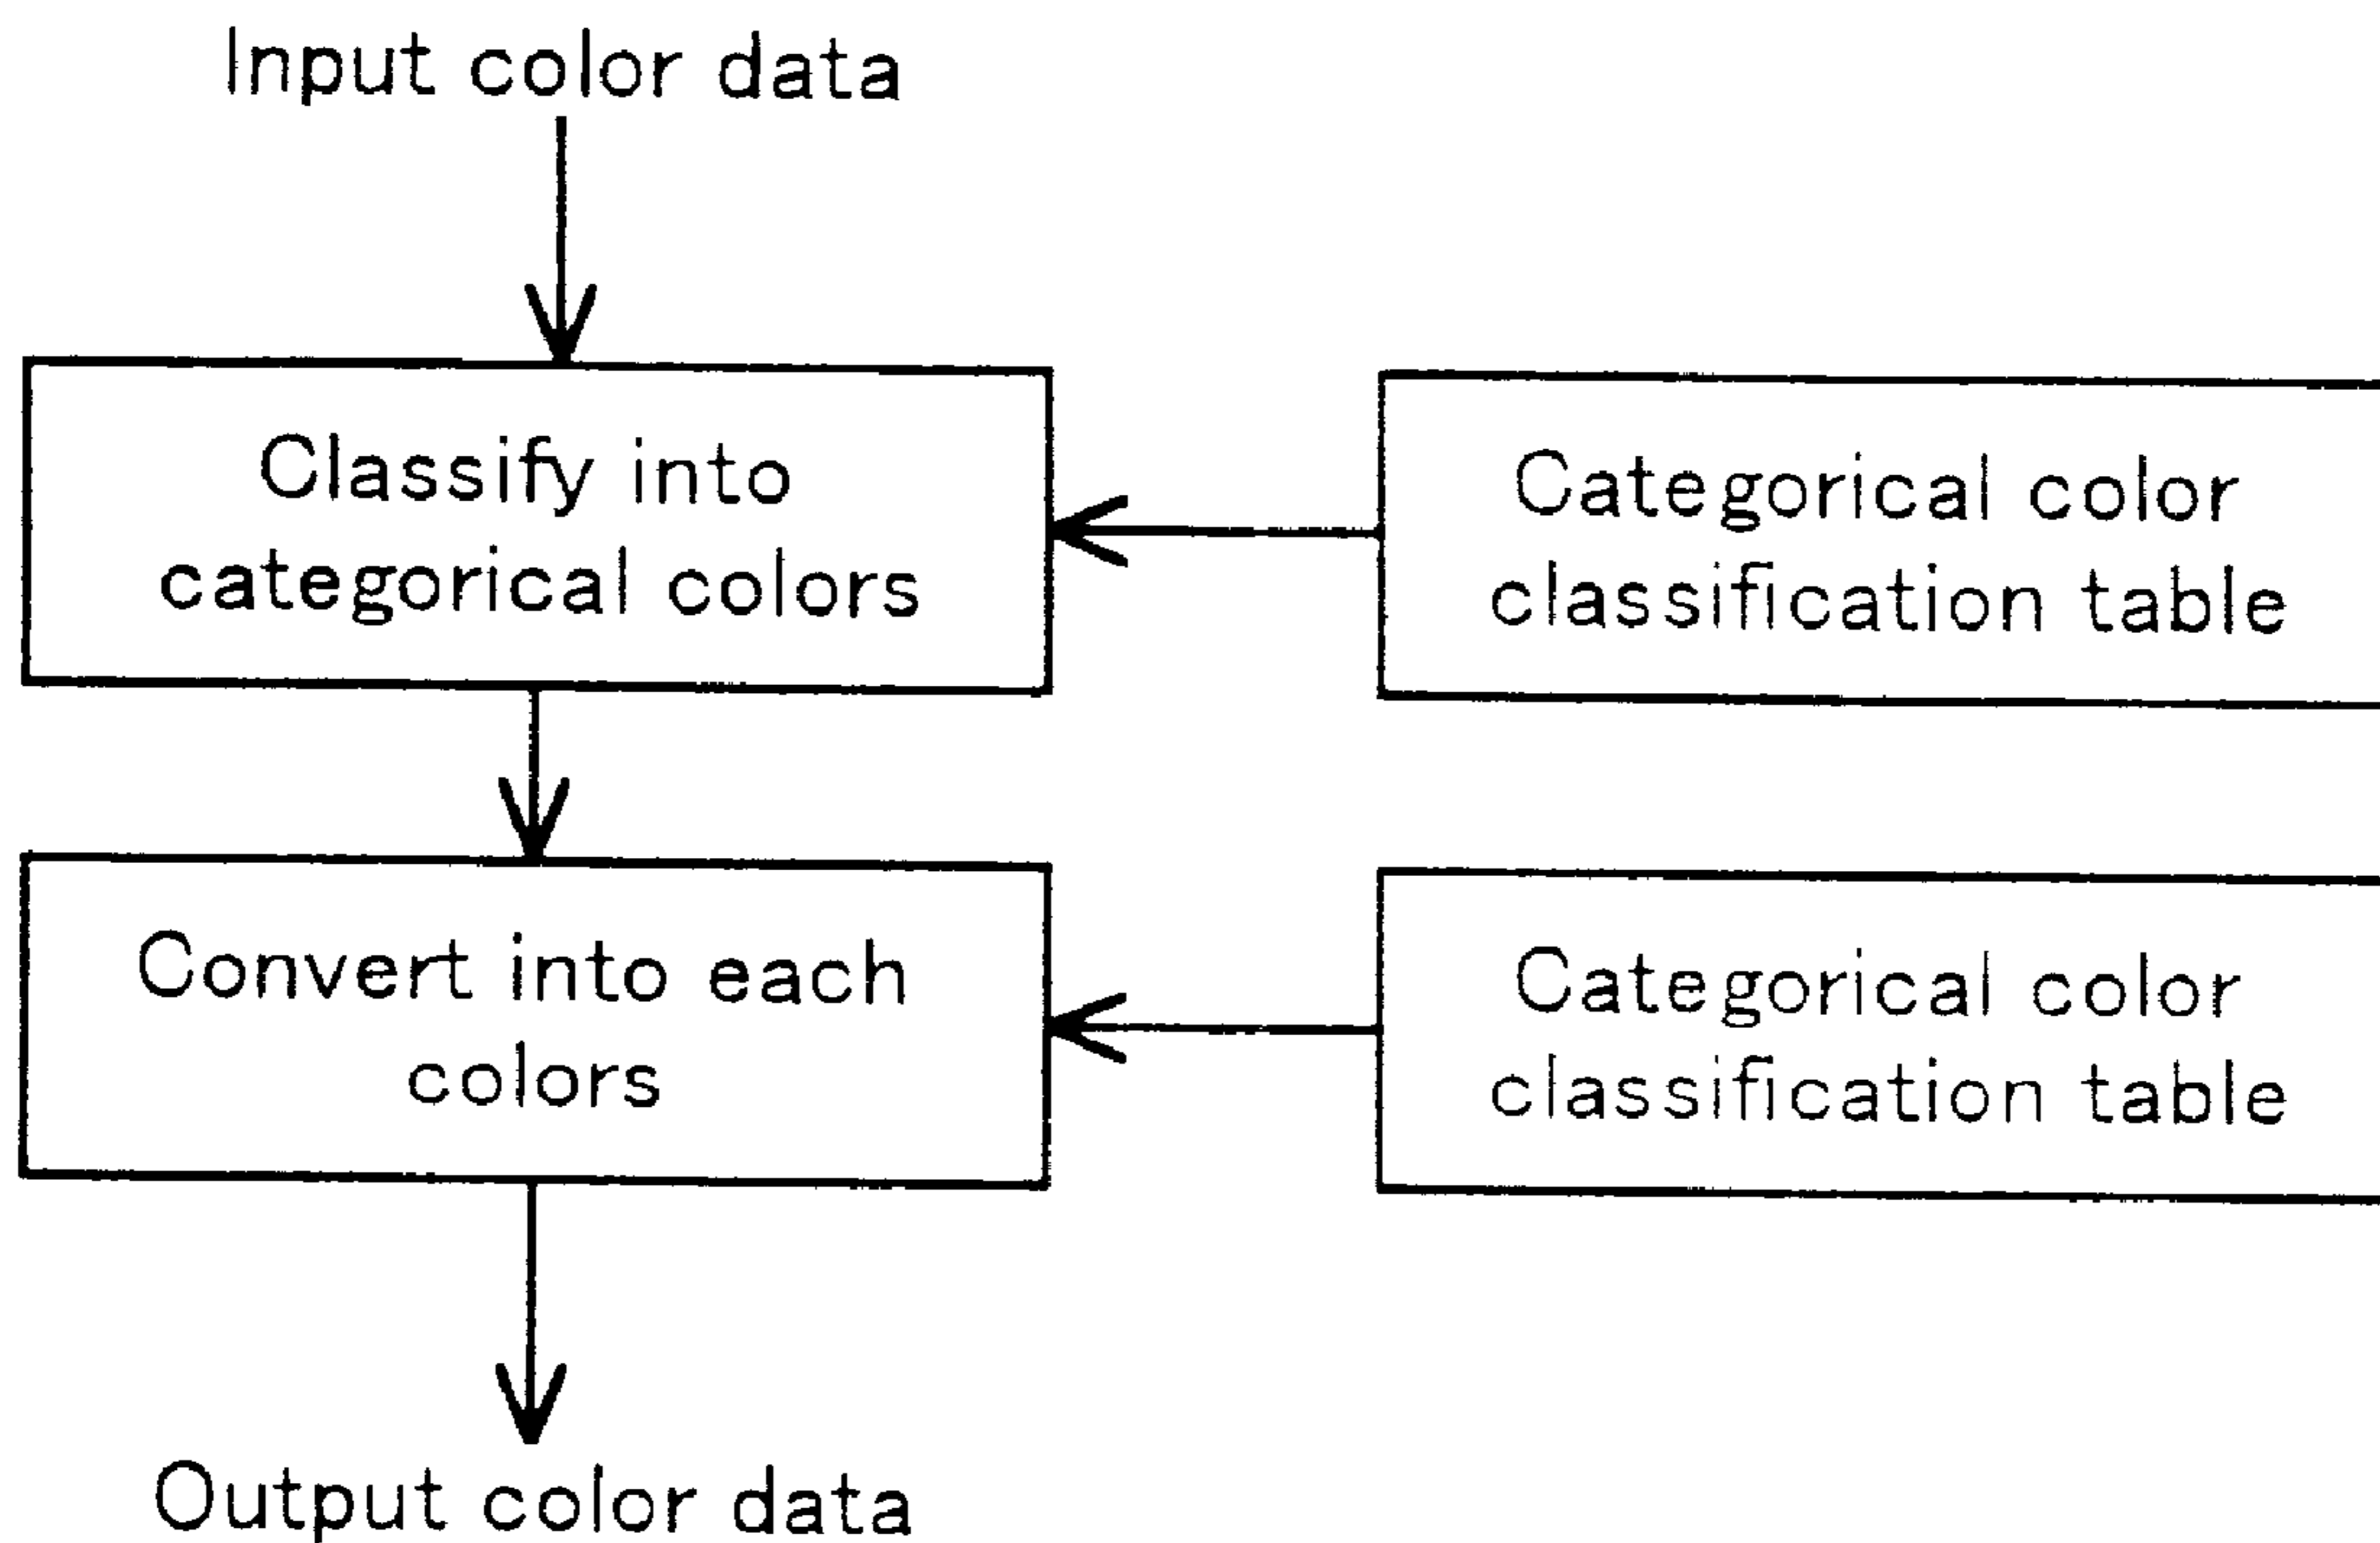 Input color data
Classify into
categorical colors
Categorical color
classification table
Convert into each
colors
Categorical color
classification table
Output color data